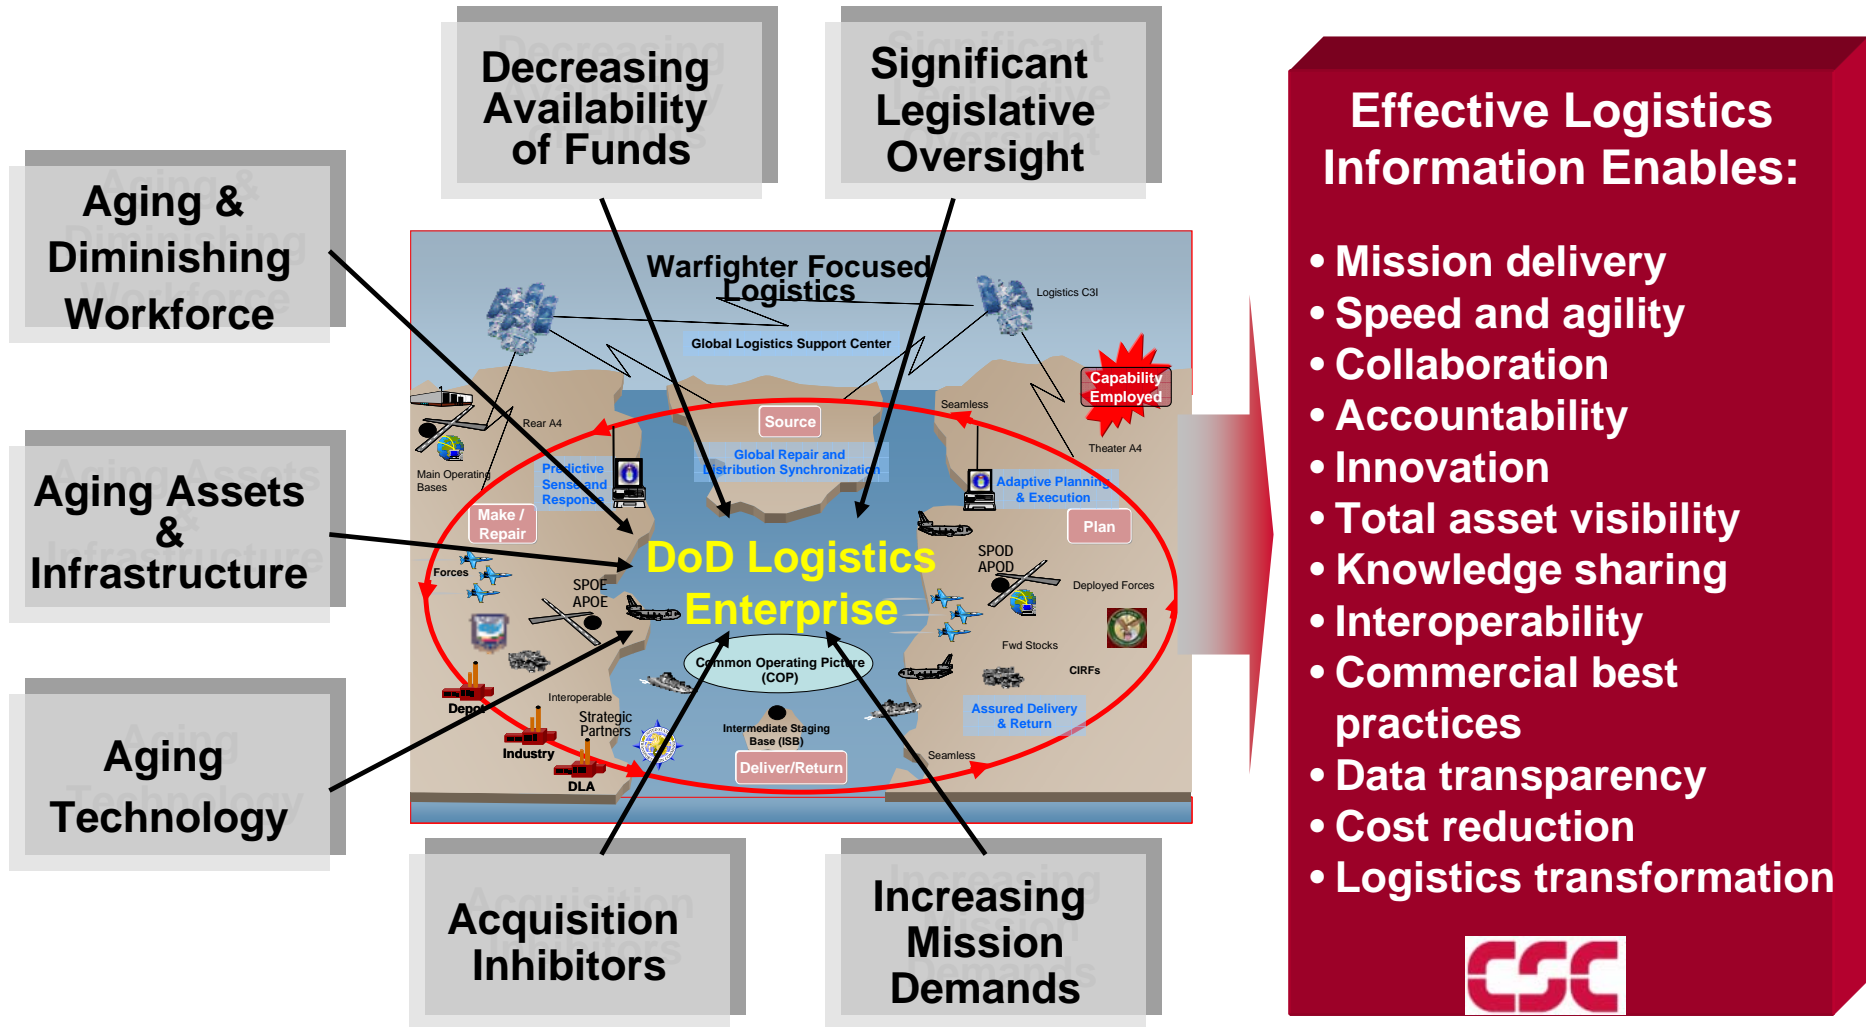 Decreasing
Availability
of Funds
Significant
Legislative
Oversight
Aging &
Diminishing
Workforce
Aging Assets
&
Infrastructure
Aging
Technology
Acquisition
Inhibitors
Increasing
Mission
Demands
Warfighter Focused
Logistics
Logistics C3I
Global Logistics Support Center
Capability
Employed
Rear A4
Source
Seamless
Theater A4
Main Operating
Bases
Predictive
Sense and
Response
Global Repair and
Distribution Synchronization
Adaptive Planning
& Execution
Make /
Repair
Plan
DoD Logistics
Enterprise
Forces
SPOE
APOE
SPOD
APOD
Deployed Forces
Fwd Stocks
CIRFs
Common Operating Picture
(COP)
Depot
Interoperable
Strategic
Partners
Industry
DLA
Intermediate Staging
Base (ISB)
Deliver/Return
Assured Delivery
& Return
Seamless
Effective Logistics
Information Enables:
• Mission delivery
• Speed and agility
• Collaboration
• Accountability
• Innovation
• Total asset visibility
• Knowledge sharing
• Interoperability
• Commercial best
practices
• Data transparency
• Cost reduction
• Logistics transformation
CSC